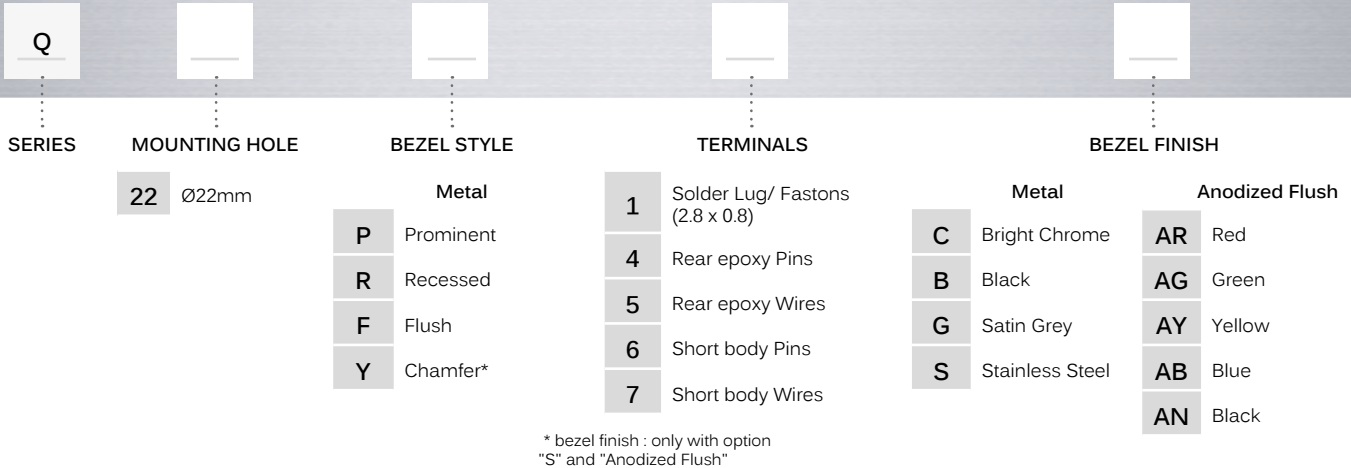 Q
SERIES
MOUNTING HOLE
BEZEL STYLE
TERMINALS
BEZEL FINISH
22 Ø22mm
Metal
P Prominent
R Recessed
F Flush
Y Chamfer*
1 Solder Lug/ Fastons
(2.8 x 0.8)
4 Rear epoxy Pins
5 Rear epoxy Wires
6 Short body Pins
7 Short body Wires
* bezel finish : only with option
"S" and "Anodized Flush"
Metal
C Bright Chrome
B Black
G Satin Grey
S Stainless Steel
Anodized Flush
AR Red
AG Green
AY Yellow
AB Blue
AN Black